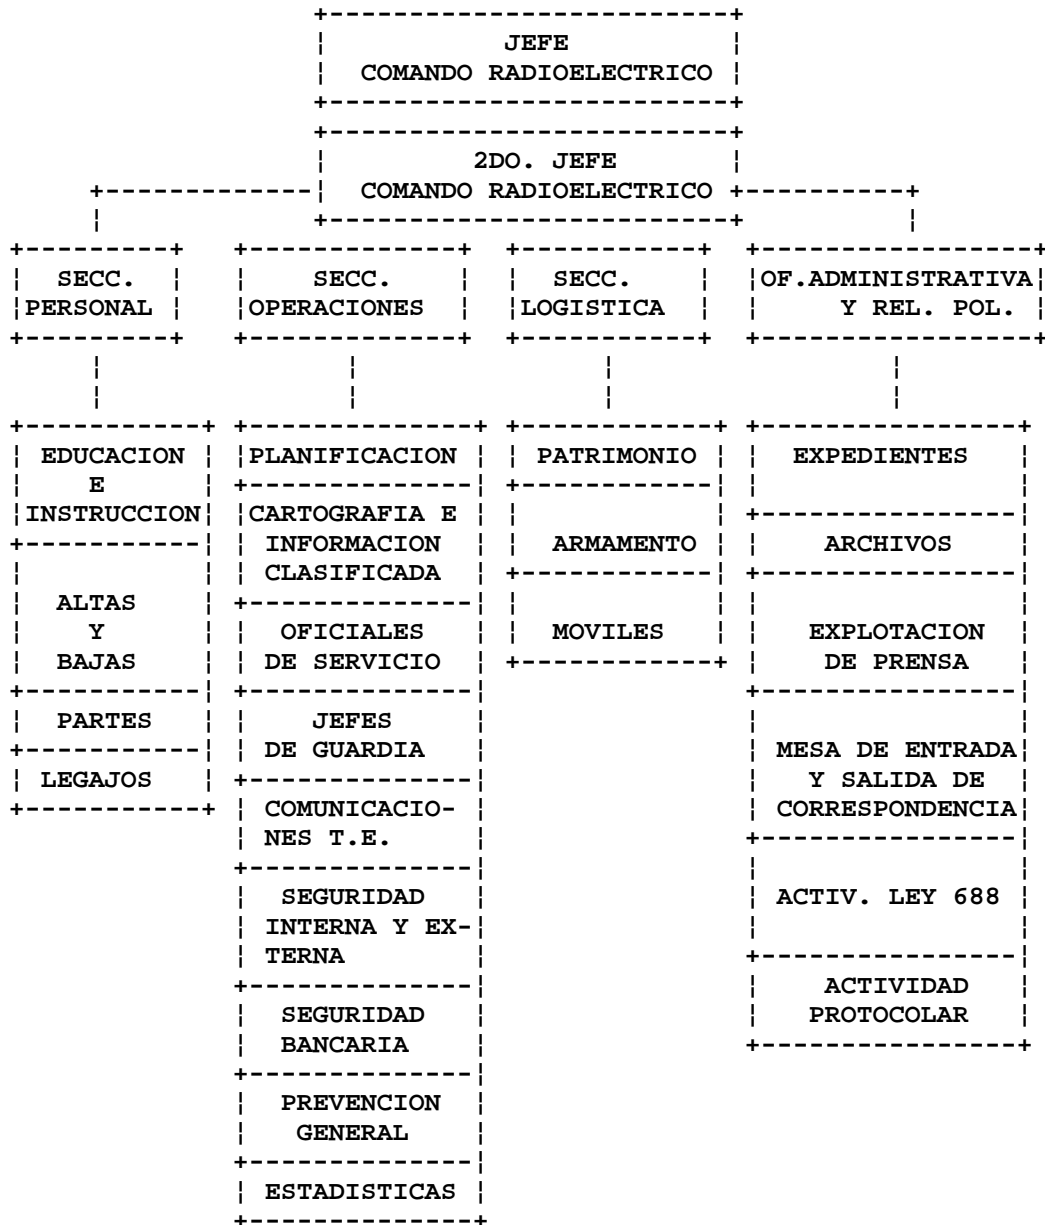 JEFE
COMANDO RADIOELECTRICO
2DO. JEFE
COMANDO RADIOELECTRICO
SECC.
PERSONAL
SECC.
OPERACIONES
SECC.
LOGISTICA
OF.ADMINISTRATIVA
Y REL. POL.
EDUCACION
E
INSTRUCCION
ALTAS
Y
BAJAS
PARTES
LEGAJOS
PLANIFICACION
CARTOGRAFIA E
INFORMACION
CLASIFICADA
OFICIALES
DE SERVICIO
JEFES
DE GUARDIA
COMUNICACIO-
NES T.E.
SEGURIDAD
INTERNA Y EX-
TERNA
SEGURIDAD
BANCARIA
PREVENCION
GENERAL
ESTADISTICAS
PATRIMONIO
ARMAMENTO
MOVILES
EXPEDIENTES
ARCHIVOS
EXPLOTACION
DE PRENSA
MESA DE ENTRADA
Y SALIDA DE
CORRESPONDENCIA
ACTIV. LEY 688
ACTIVIDAD
PROTOCOLAR